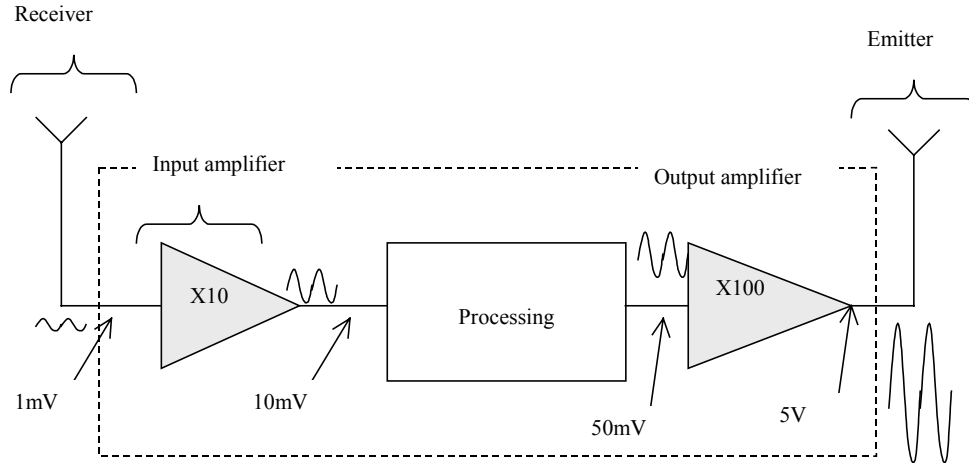 Receiver
Emitter
Input amplifier
Output amplifier
X10
X100
Processing
1mV
10mV
50mV
5V